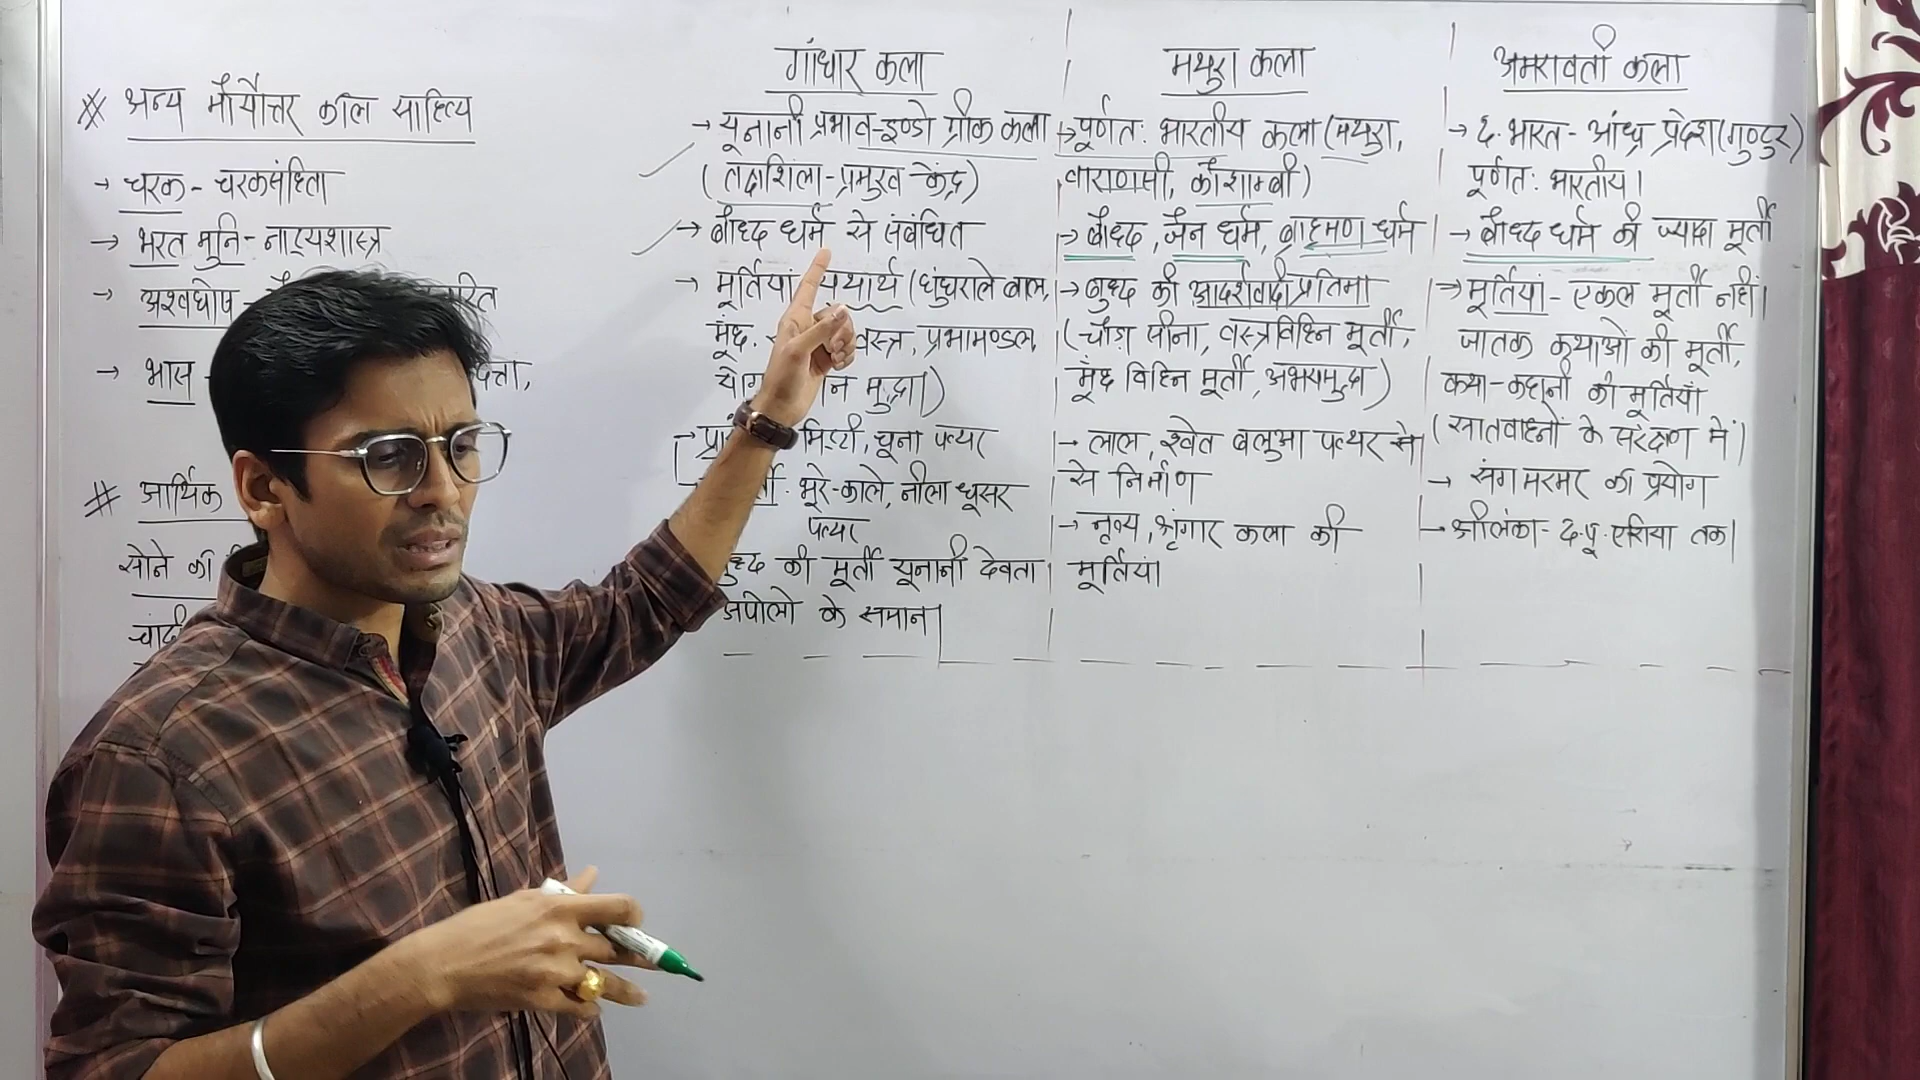 # अन्य मौर्योत्तर काल साहित्य
→ चरक - चरकसंहिता
→ भरत मुनि - नाट्यशास्त्र
→ अश्वघोष -
→ भास
# आर्थिक
सोने की
चांदी
गांधार कला
→ यूनानी प्रभाव - इण्डो ग्रीक कला
(तक्षशिला - प्रमुख केंद्र)
→ बौध्द धर्म से संबंधित
→ मूर्तियां यथार्थ (घुंघराले बाल,
मूंछ, वस्त्र, प्रभामण्डल,
योग मुद्रा)
मिट्टी, चूना पत्थर
भूरे-काले, नीला धूसर
पत्थर
बुध्द की मूर्ती यूनानी देवता
अपोलो के समान।
मथुरा कला
→ पूर्णतः भारतीय कला (मथुरा,
वाराणसी, कौशाम्बी)
→ बौध्द, जैन धर्म, ब्राह्मण धर्म
→ बुध्द की आदर्शवादी प्रतिमा
(चौड़ा सीना, वस्त्रविहिन मूर्ती,
मूँछ विहिन मूर्ती, अभयमुद्रा)
→ लाल, श्वेत बलुआ पत्थर से
से निर्माण
→ नृत्य, श्रृंगार कला की
मूर्तियां
अमरावती कला
→ द. भारत - आंध्र प्रदेश (गुण्टुर)
पूर्णतः भारतीय।
→ बौध्द धर्म की ज्यादा मूर्ती
→ मूर्तियां - एकल मूर्ती नहीं।
जातक कथाओं की मूर्ती,
कथा-कहानी की मूर्तियाँ
(सातवाहनों के संरक्षण में)
→ संगमरमर का प्रयोग
→ श्रीलंका - द.पू. एशिया तक।